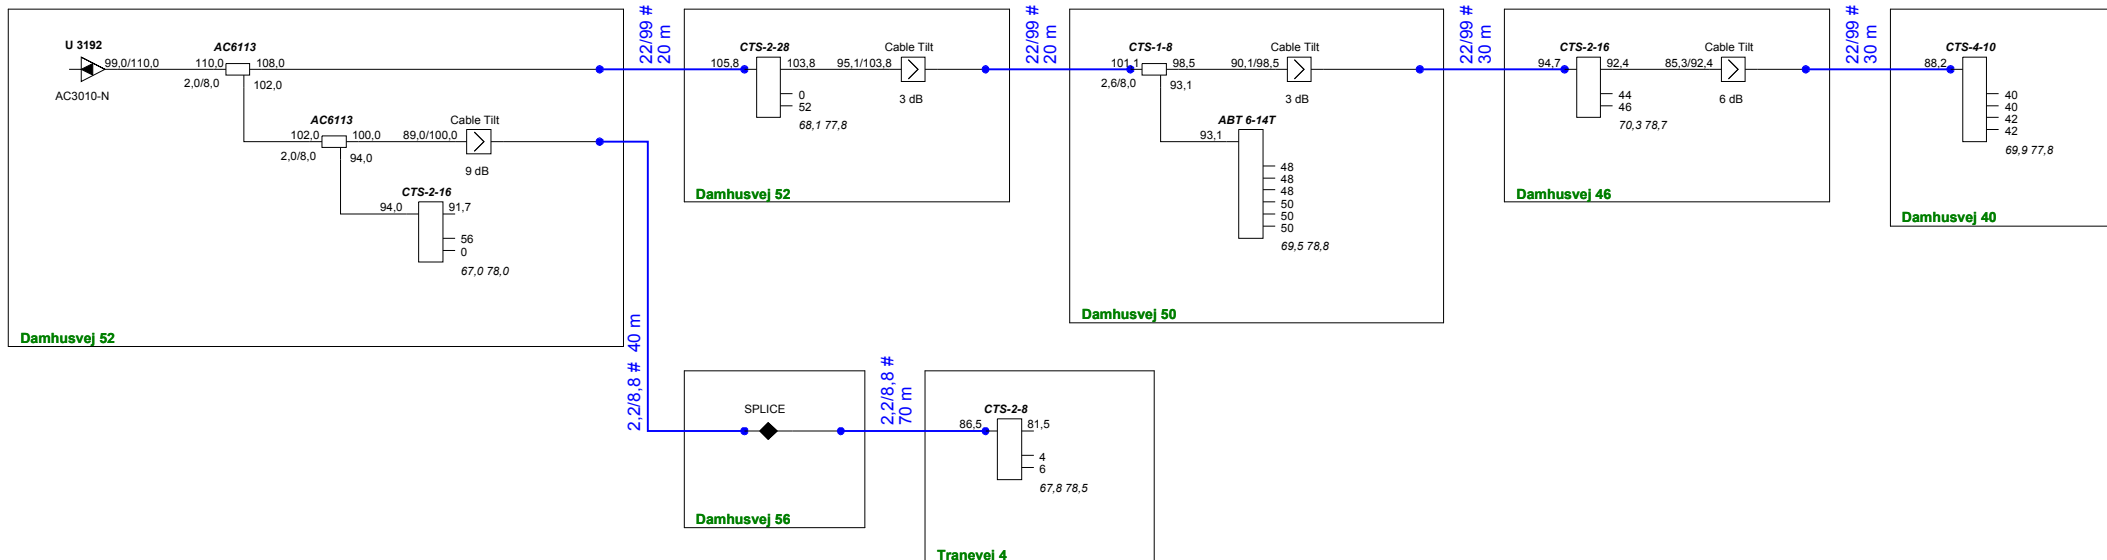 U 3192
99,0/110,0
AC3010-N
AC6113
110,0
108,0
2,0/8,0
102,0
AC6113
102,0
100,0
2,0/8,0
94,0
89,0/100,0
Cable Tilt
9 dB
CTS-2-16
94,0
91,7
56
0
67,0 78,0
Damhusvej 52
22/99 #
20 m
CTS-2-28
105,8
103,8
0
52
68,1 77,8
95,1/103,8
Cable Tilt
3 dB
Damhusvej 52
22/99 #
20 m
CTS-1-8
101,1
98,5
2,6/8,0
93,1
90,1/98,5
Cable Tilt
3 dB
ABT 6-14T
93,1
48
48
48
50
50
50
69,5 78,8
Damhusvej 50
22/99 #
30 m
CTS-2-16
94,7
92,4
44
46
70,3 78,7
85,3/92,4
Cable Tilt
6 dB
Damhusvej 46
22/99 #
30 m
CTS-4-10
88,2
40
40
42
42
69,9 77,8
Damhusvej 40
2,2/8,8 # 40 m
SPLICE
Damhusvej 56
2,2/8,8 #
70 m
CTS-2-8
86,5
81,5
4
6
67,8 78,5
Tranevej 4